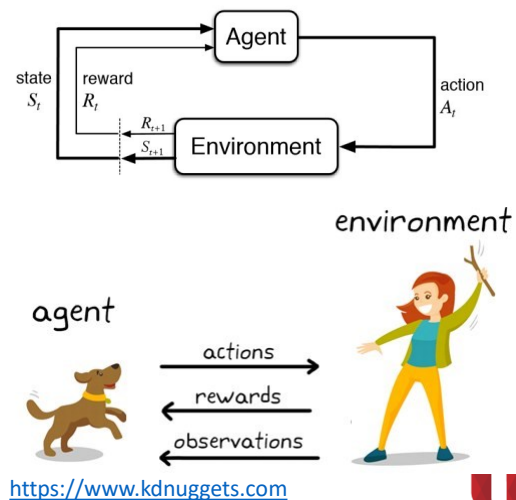 Agent
state
S_t
reward
R_t
action
A_t
R_{t+1}
S_{t+1}
Environment
environment
agent
actions
rewards
observations
https://www.kdnuggets.com